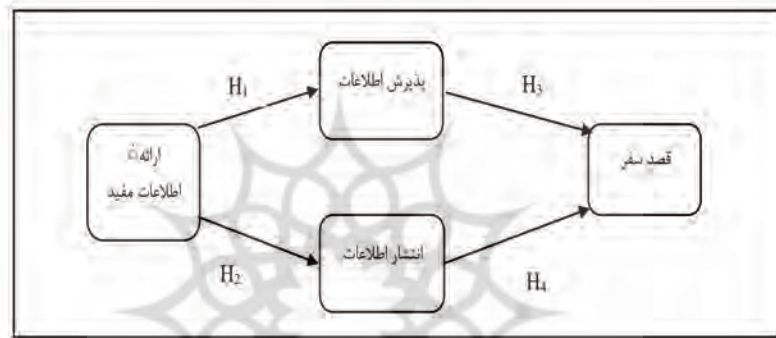 پذیرش اطلاعات
H₁
H₃
ارائهٔ
اطلاعات مفید
قصد سفر
انتشار اطلاعات
H₂
H₄